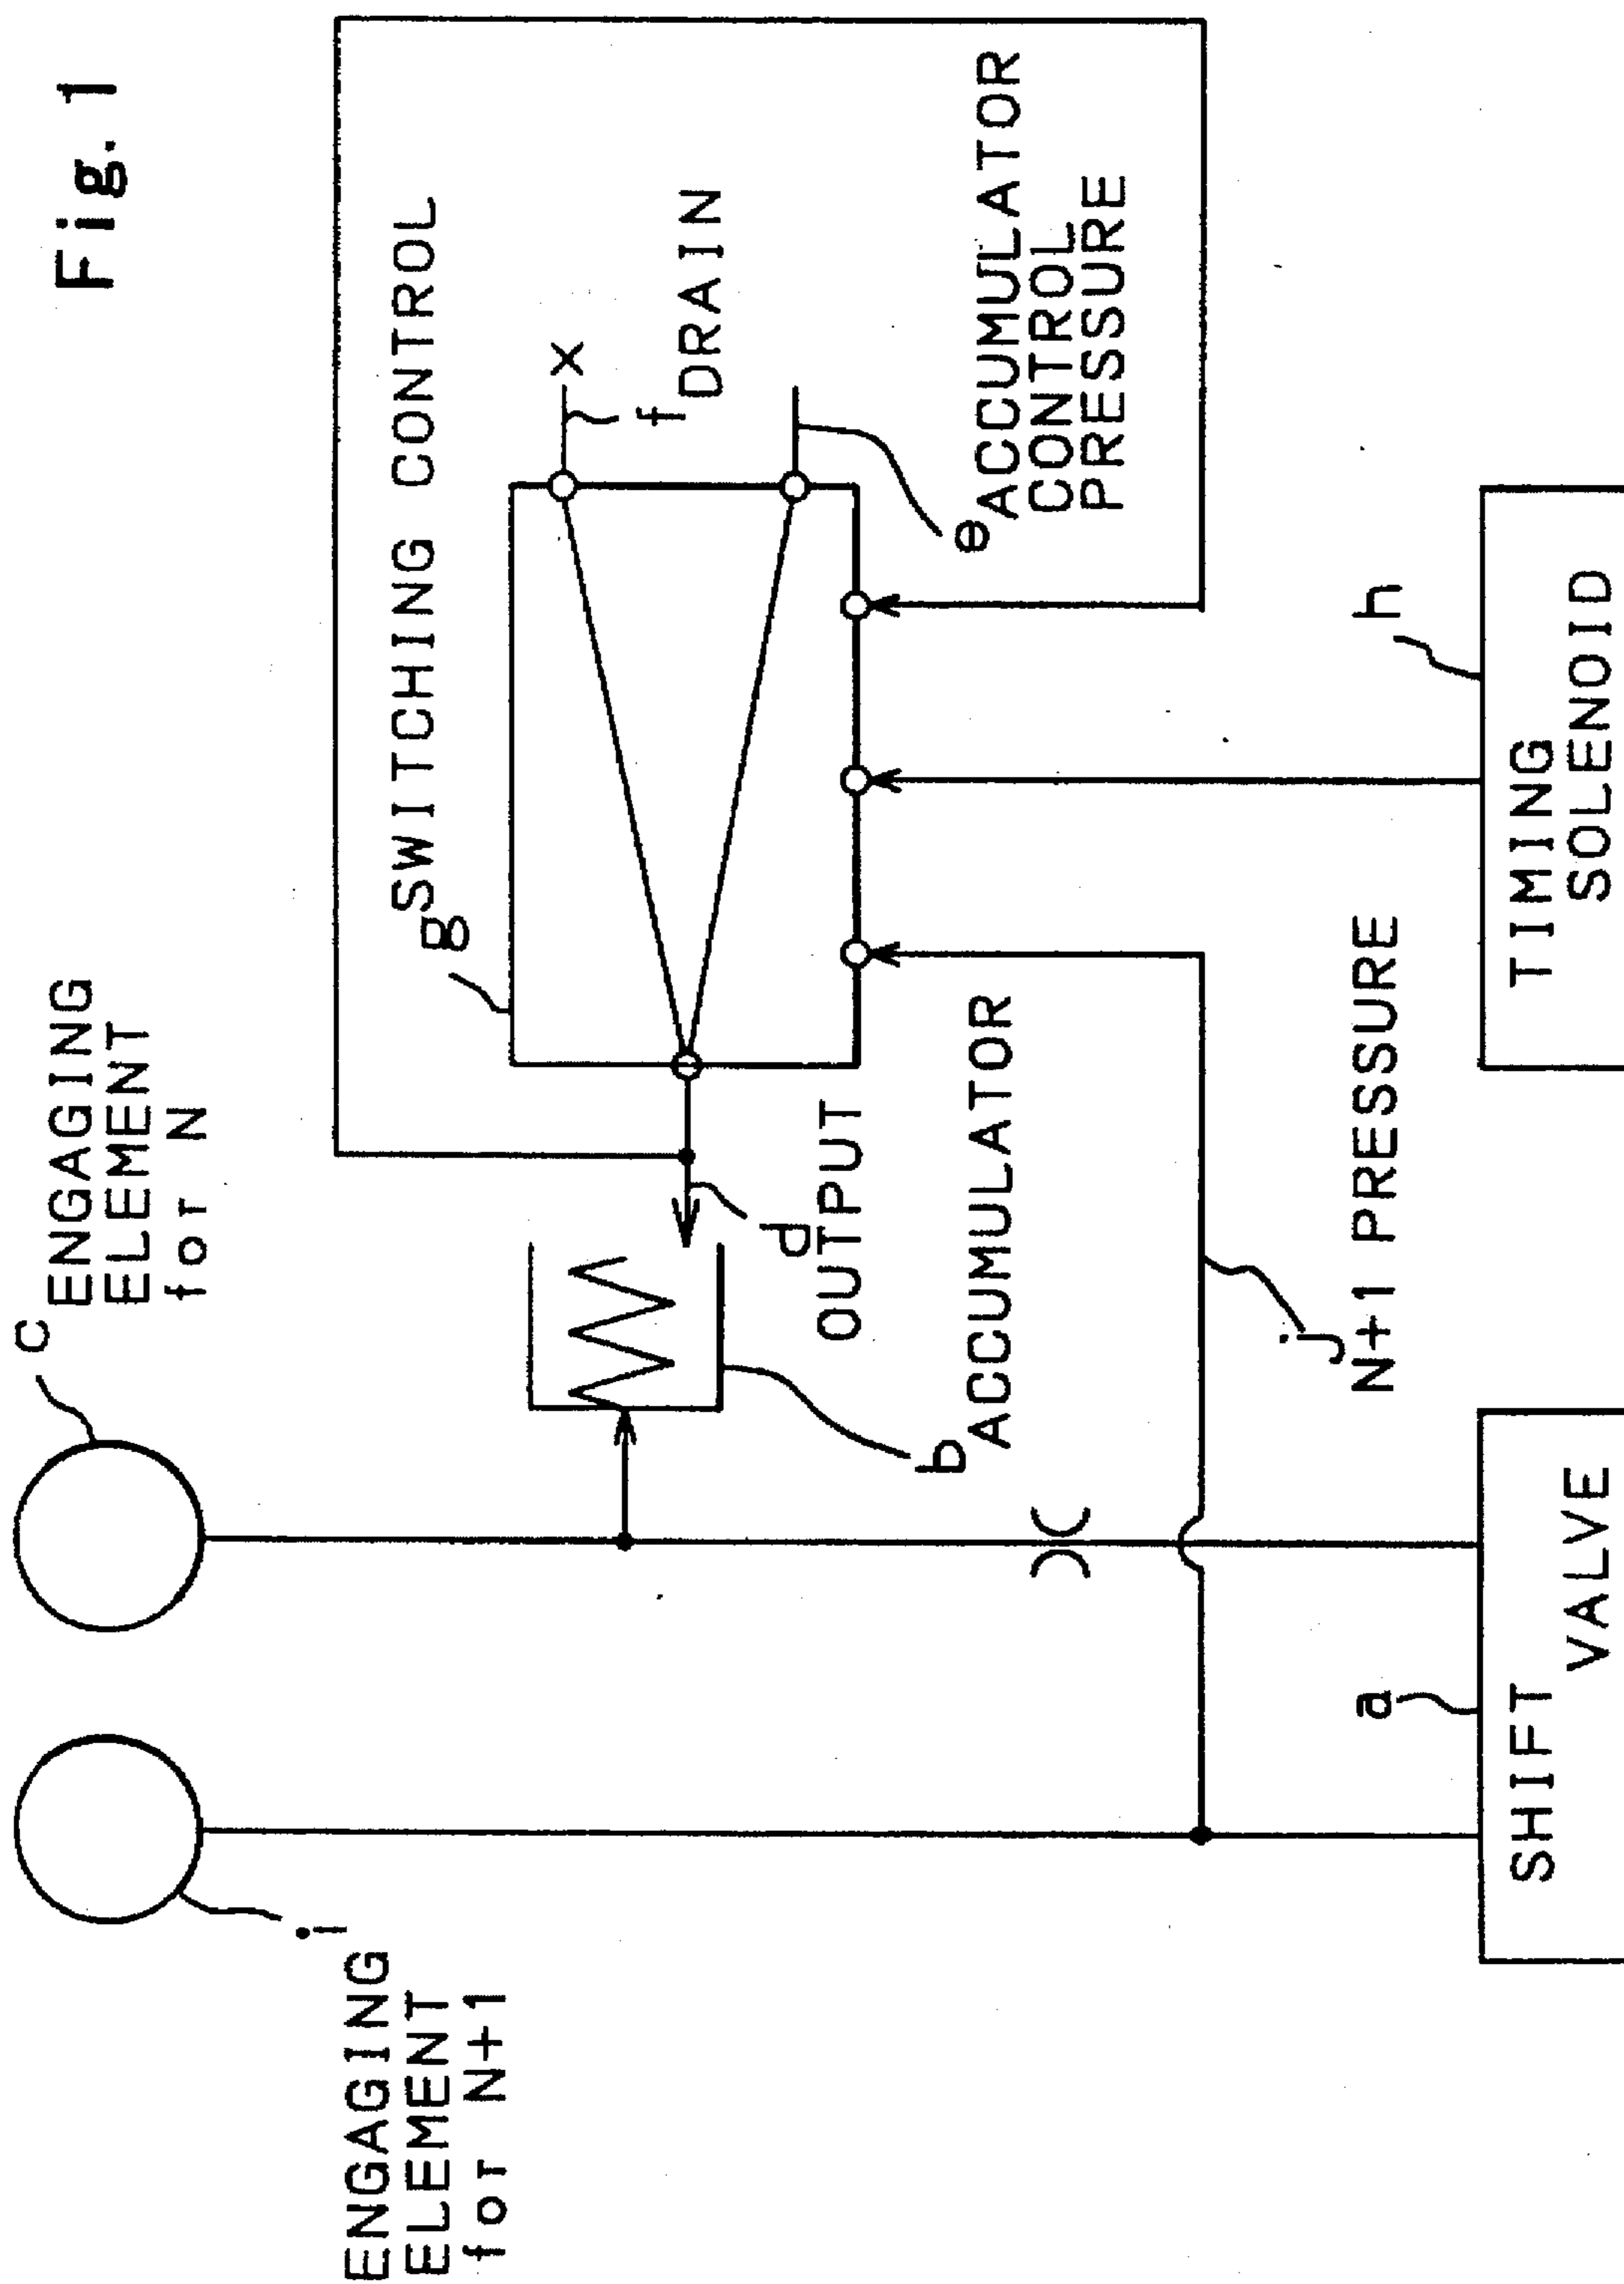 Fig. 1
c
ENGAGING
ELEMENT
for N
i
ENGAGING
ELEMENT
for N+1
g
SWITCHING CONTROL
x
f
DRAIN
d
OUTPUT
e
ACCUMULATOR
CONTROL
PRESSURE
b
ACCUMULATOR
j
N+1 PRESSURE
a
SHIFT
VALVE
h
TIMING
SOLENOID